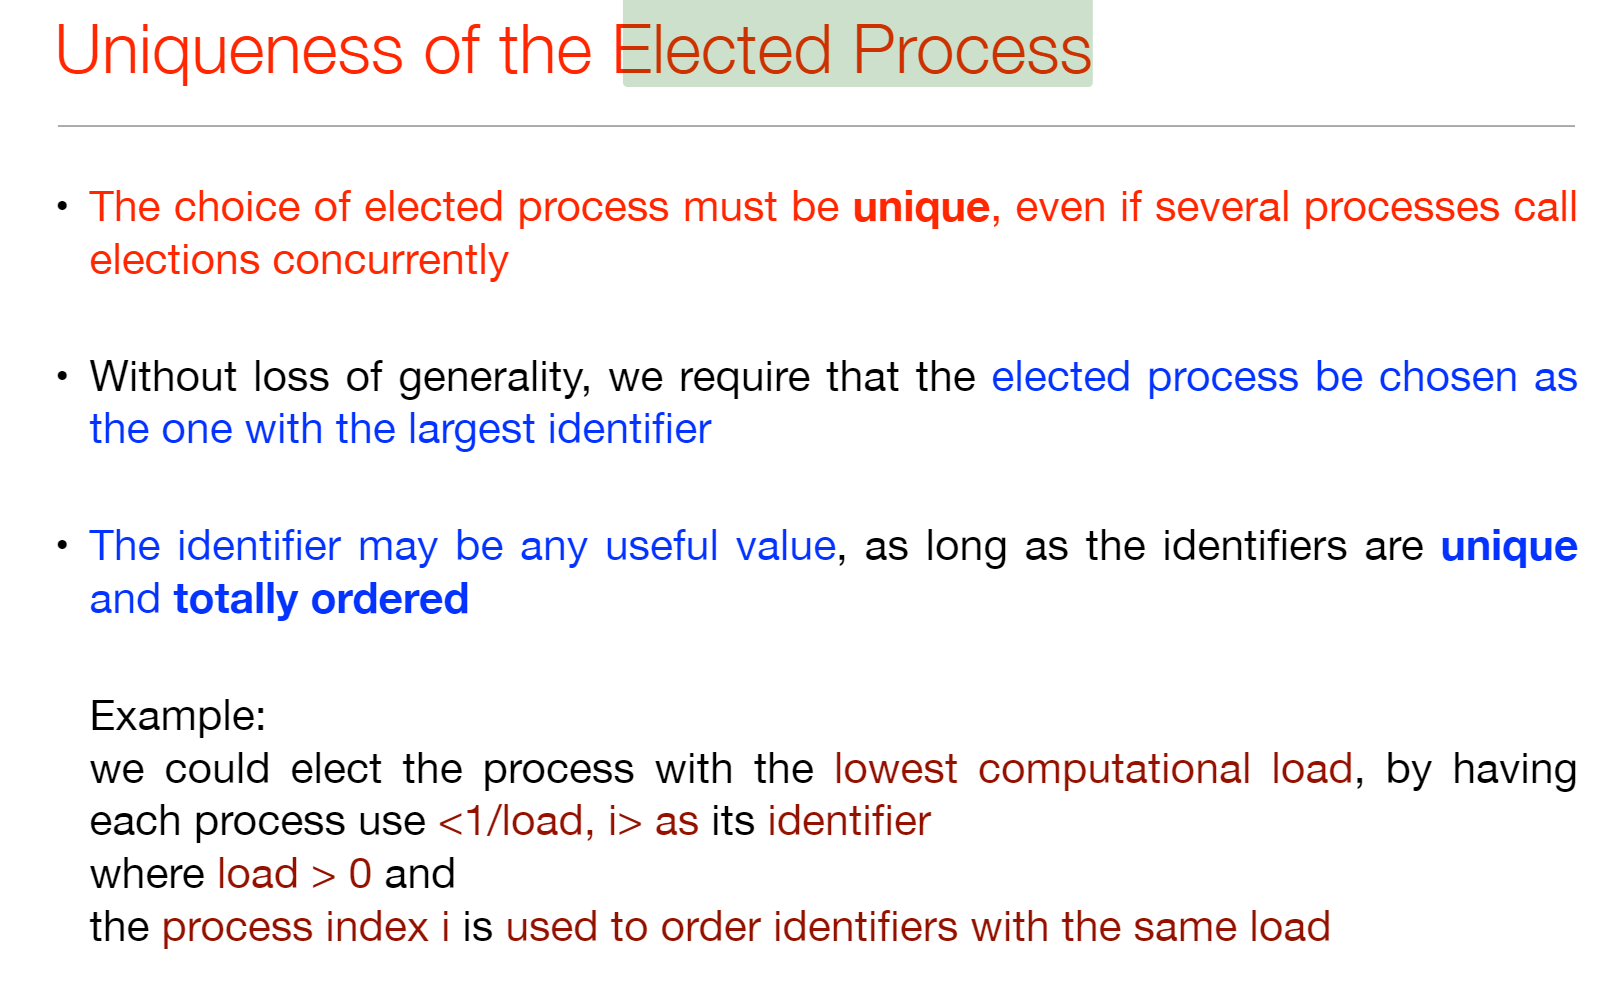 Uniqueness of the Elected Process
• The choice of elected process must be unique, even if several processes call
elections concurrently
• Without loss of generality, we require that the elected process be chosen as
the one with the largest identifier
• The identifier may be any useful value, as long as the identifiers are unique
and totally ordered
Example:
we could elect the process with the lowest computational load, by having
each process use <1/load, i> as its identifier
where load > 0 and
the process index i is used to order identifiers with the same load